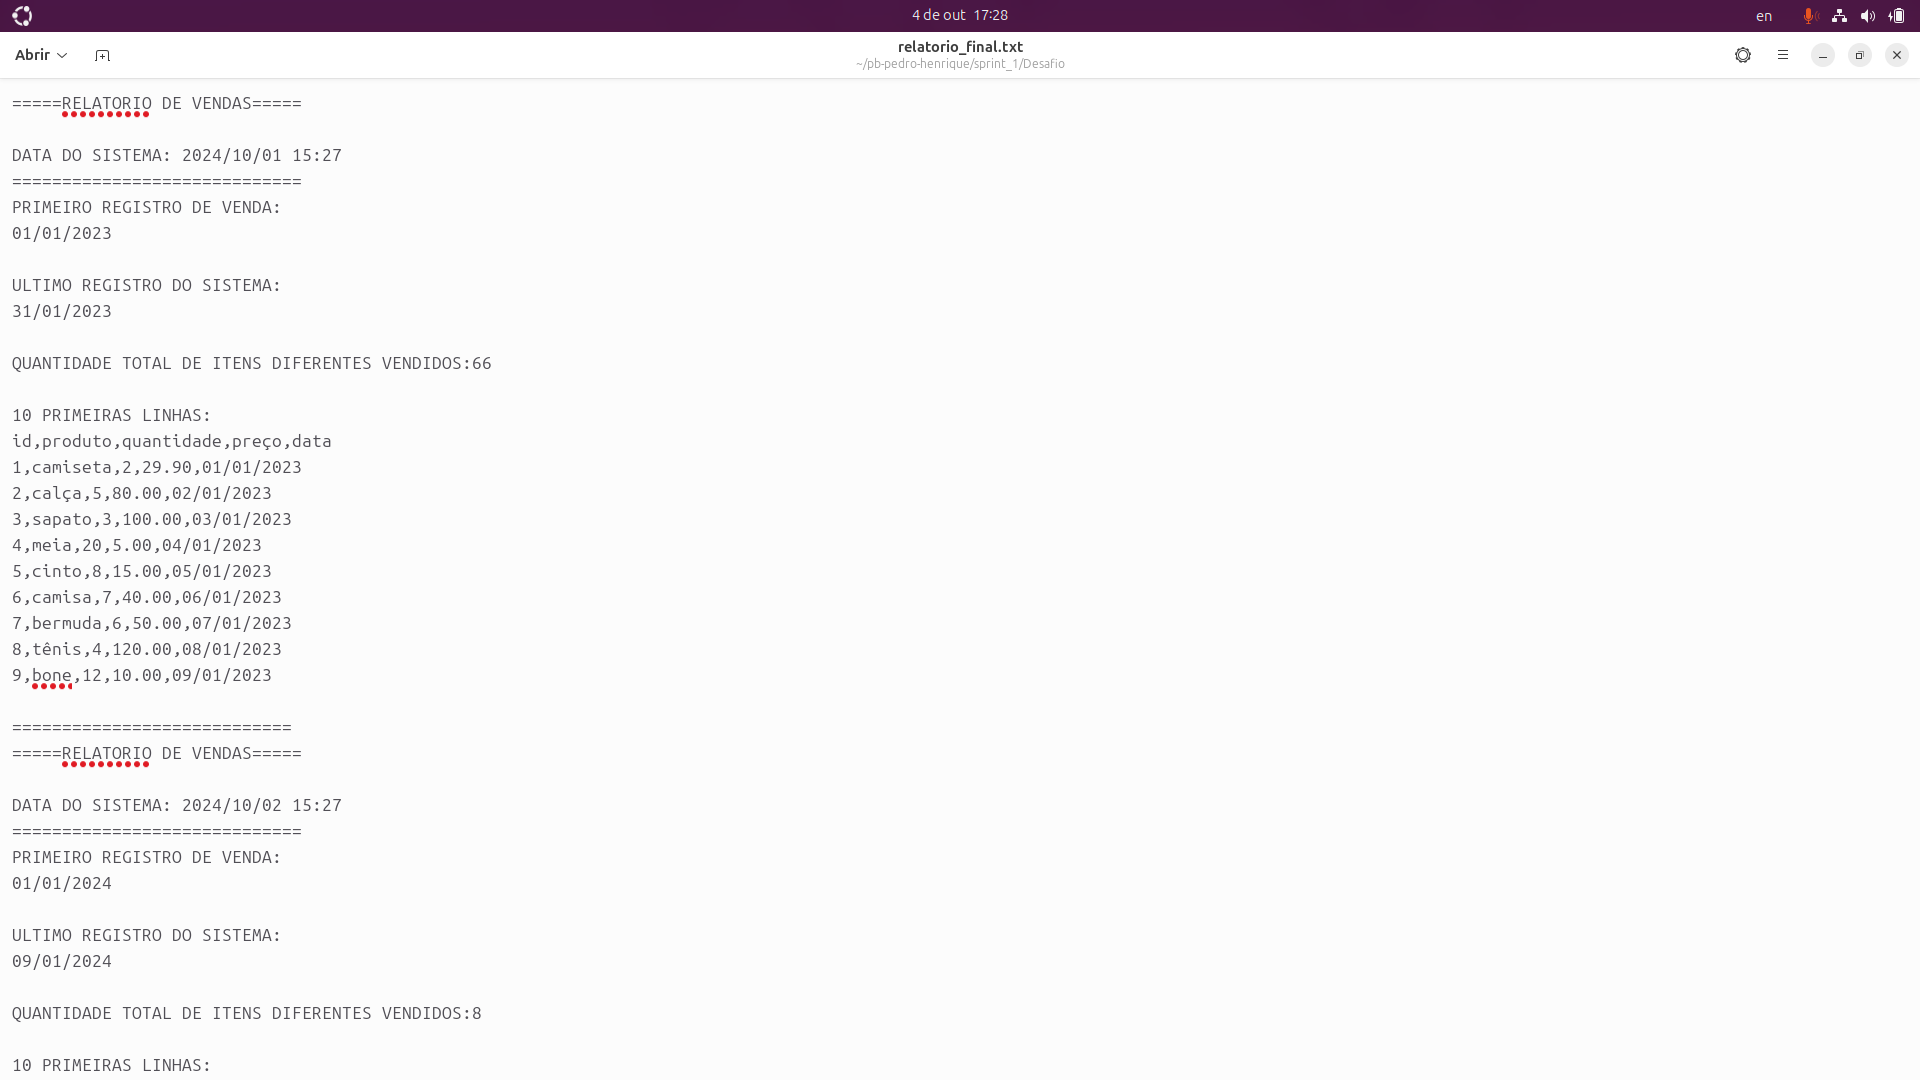 4 de out 17:28
en
Abrir
relatorio_final.txt
~/pb-pedro-henrique/sprint_1/Desafio
=====RELATORIO DE VENDAS=====
DATA DO SISTEMA: 2024/10/01 15:27
=============================
PRIMEIRO REGISTRO DE VENDA:
01/01/2023
ULTIMO REGISTRO DO SISTEMA:
31/01/2023
QUANTIDADE TOTAL DE ITENS DIFERENTES VENDIDOS:66
10 PRIMEIRAS LINHAS:
id,produto,quantidade,preço,data
1,camiseta,2,29.90,01/01/2023
2,calça,5,80.00,02/01/2023
3,sapato,3,100.00,03/01/2023
4,meia,20,5.00,04/01/2023
5,cinto,8,15.00,05/01/2023
6,camisa,7,40.00,06/01/2023
7,bermuda,6,50.00,07/01/2023
8,tênis,4,120.00,08/01/2023
9,bone,12,10.00,09/01/2023
============================
=====RELATORIO DE VENDAS=====
DATA DO SISTEMA: 2024/10/02 15:27
=============================
PRIMEIRO REGISTRO DE VENDA:
01/01/2024
ULTIMO REGISTRO DO SISTEMA:
09/01/2024
QUANTIDADE TOTAL DE ITENS DIFERENTES VENDIDOS:8
10 PRIMEIRAS LINHAS: